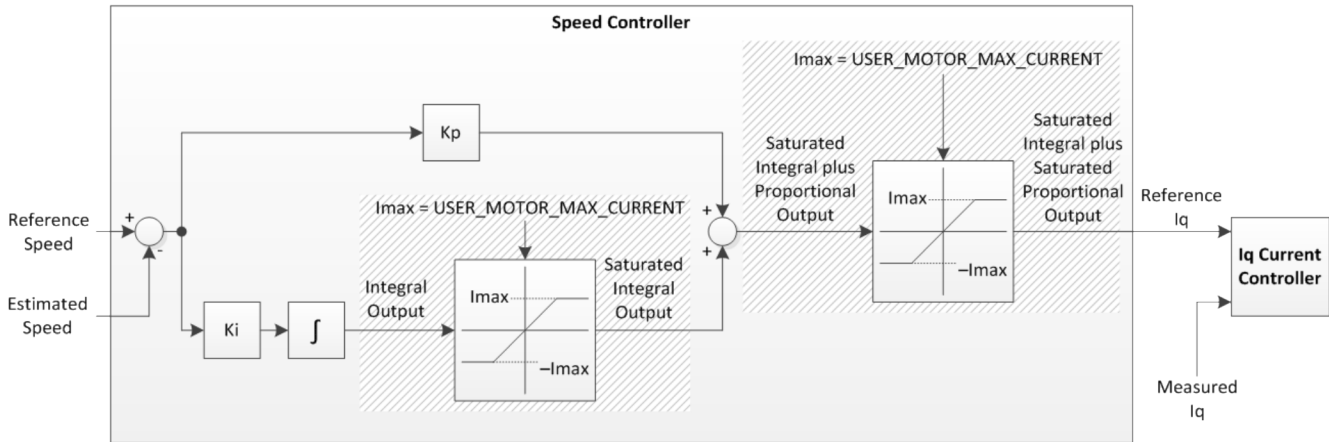 Speed Controller
Imax = USER_MOTOR_MAX_CURRENT
Kp
Saturated
Integral plus
Proportional
Output
Imax
–Imax
Saturated
Integral plus
Saturated
Proportional
Output
Reference
Iq
Reference
Speed
+
-
Estimated
Speed
Ki
∫
Integral
Output
Imax = USER_MOTOR_MAX_CURRENT
Imax
–Imax
Saturated
Integral
Output
+
+
Iq Current
Controller
Measured
Iq